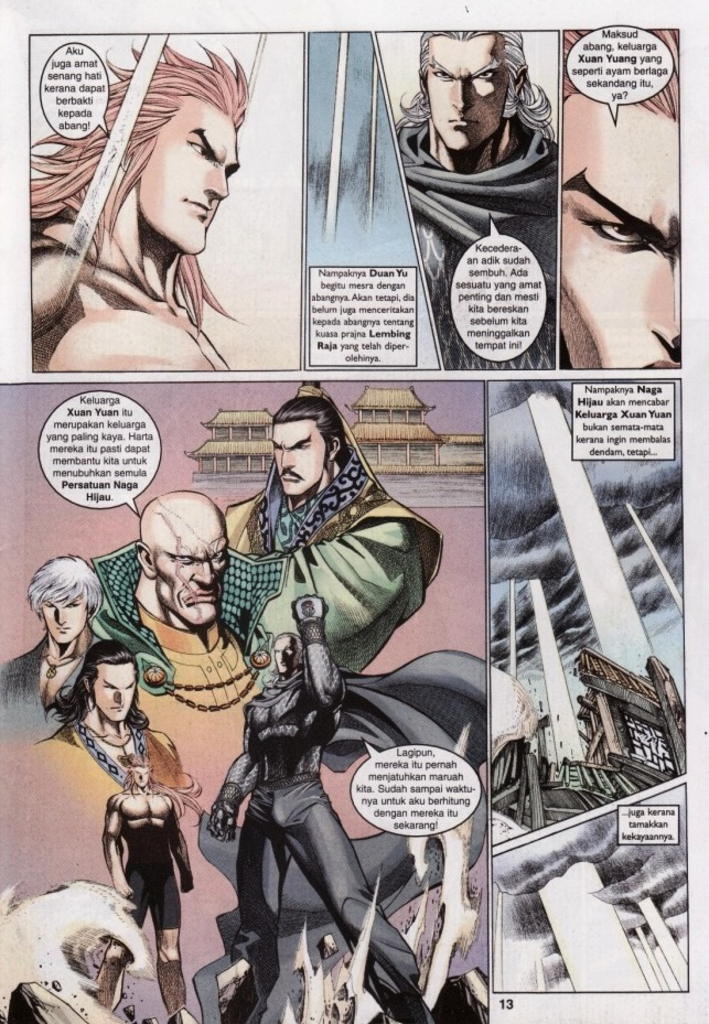 Aku
juga amat
senang hati
kerana dapat
berbakti
kepada
abang!
Nampaknya Duan Yu
begitu mesra dengan
abangnya. Akan tetapi, dia
belum juga menceritakan
kepada abangnya tentang
kuasa prajna Lembing
Raja yang telah diper-
olehinya.
Kecedera-
an adik sudah
sembuh. Ada
sesuatu yang amat
penting dan mesti
kita bereskan
sebelum kita
meninggalkan
tempat ini!
Maksud
abang, keluarga
Xuan Yuang yang
seperti ayam berlaga
sekandang itu,
ya?
Keluarga
Xuan Yuan itu
merupakan keluarga
yang paling kaya. Harta
mereka itu pasti dapat
membantu kita untuk
menubuhkan semula
Persatuan Naga
Hijau.
Lagipun,
mereka itu pernah
menjatuhkan maruah
kita. Sudah sampai waktu-
nya untuk aku berhitung
dengan mereka itu
sekarang!
Nampaknya Naga
Hijau akan mencabar
Keluarga Xuan Yuan
bukan semata-mata
kerana ingin membalas
dendam, tetapi...
...juga kerana
tamakkan
kekayaannya.
13